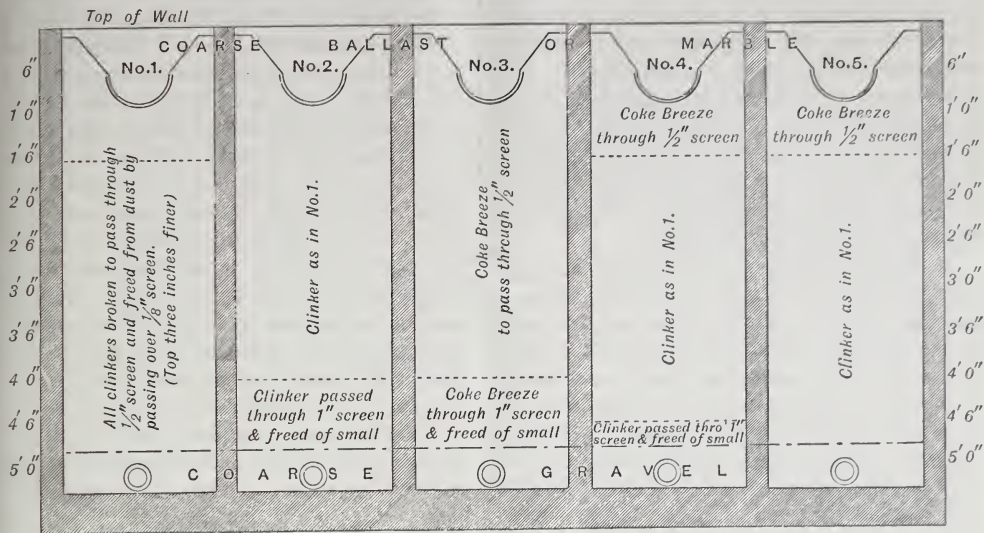 Top of Wall
COARSE BALLAST OR MARBLE
No.1.
No.2.
No.3.
No.4.
No.5.
6"
1' 0"
1' 6"
2' 0"
2' 6"
3' 0"
3' 6"
4' 0"
4' 6"
5' 0"
All clinkers broken to pass through
1/2" screen and freed from dust by
passing over 1/8" screen.
(Top three inches finer)
Clinker as in No.1.
Clinker passed
through 1" screen
& freed of small
Coke Breeze
to pass through 1/2" screen
Coke Breeze
through 1" screen
& freed of small
Coke Breeze
through 1/2" screen
Clinker as in No.1.
Clinker passed thro' 1"
screen & freed of small
Coke Breeze
through 1/2" screen
Clinker as in No.1.
6"
1' 0"
1' 6"
2' 0"
2' 6"
3' 0"
3' 6"
4' 0"
4' 6"
5' 0"
COARSE GRAVEL